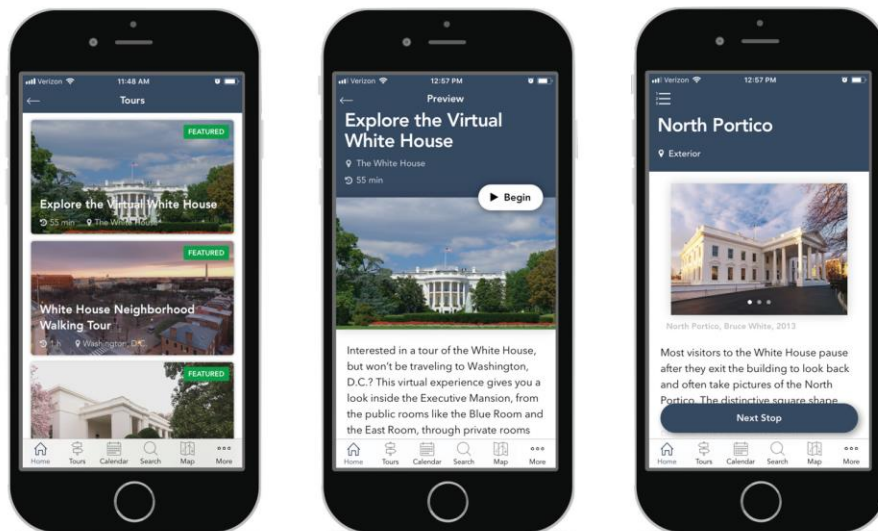 Verizon
11:48 AM
Tours
FEATURED
Explore the Virtual White House
55 min
The White House
FEATURED
White House Neighborhood
Walking Tour
1 h
Washington, D.C.
FEATURED
Home
Tours
Calendar
Search
Map
More
Verizon
12:57 PM
Preview
Explore the Virtual
White House
The White House
55 min
Begin
Interested in a tour of the White House,
but won't be traveling to Washington,
D.C.? This virtual experience gives you a
look inside the Executive Mansion, from
the public rooms like the Blue Room and
the East Room, through private rooms
Home
Tours
Calendar
Search
Map
More
Verizon
12:57 PM
North Portico
Exterior
North Portico, Bruce White, 2013
Most visitors to the White House pause
after they exit the building to look back
and often take pictures of the North
Portico. The distinctive square shape
Next Stop
Home
Tours
Calendar
Search
Map
More